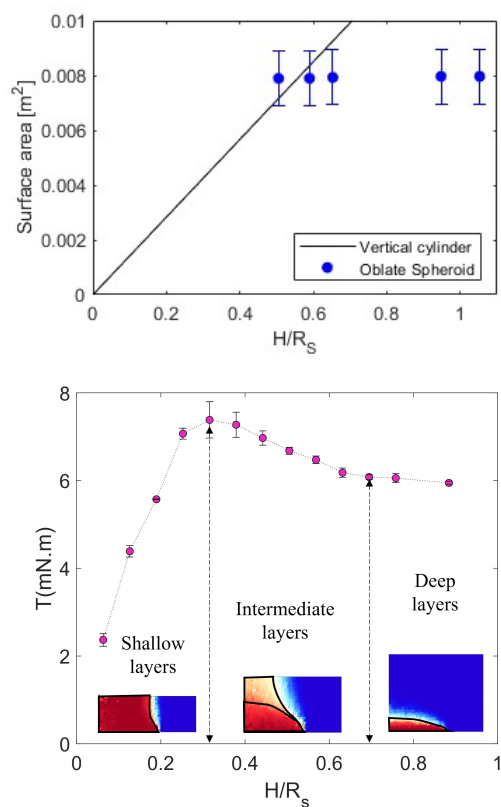 0.01
0.008
0.006
0.004
0.002
0
Surface area [m²]
Vertical cylinder
Oblate Spheroid
0 0.2 0.4 0.6 0.8 1
H/R_S
8
6
4
2
0
T(mN.m)
Shallow
layers
Intermediate
layers
Deep
layers
0 0.2 0.4 0.6 0.8 1
H/R_s